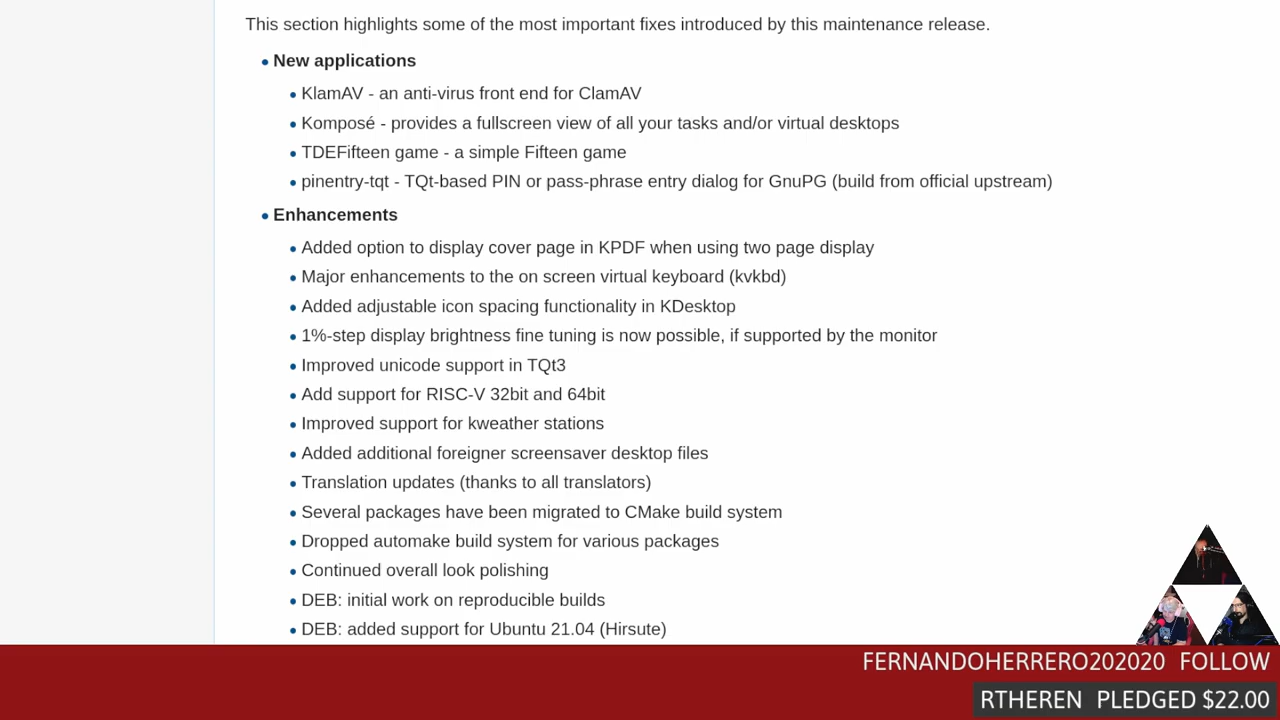 This section highlights some of the most important fixes introduced by this maintenance release.
New applications
KlamAV - an anti-virus front end for ClamAV
Komposé - provides a fullscreen view of all your tasks and/or virtual desktops
TDEFifteen game - a simple Fifteen game
pinentry-tqt - TQt-based PIN or pass-phrase entry dialog for GnuPG (build from official upstream)
Enhancements
Added option to display cover page in KPDF when using two page display
Major enhancements to the on screen virtual keyboard (kvkbd)
Added adjustable icon spacing functionality in KDesktop
1%-step display brightness fine tuning is now possible, if supported by the monitor
Improved unicode support in TQt3
Add support for RISC-V 32bit and 64bit
Improved support for kweather stations
Added additional foreigner screensaver desktop files
Translation updates (thanks to all translators)
Several packages have been migrated to CMake build system
Dropped automake build system for various packages
Continued overall look polishing
DEB: initial work on reproducible builds
DEB: added support for Ubuntu 21.04 (Hirsute)
FERNANDOHERRERO202020 FOLLOW
RTHEREN PLEDGED $22.00